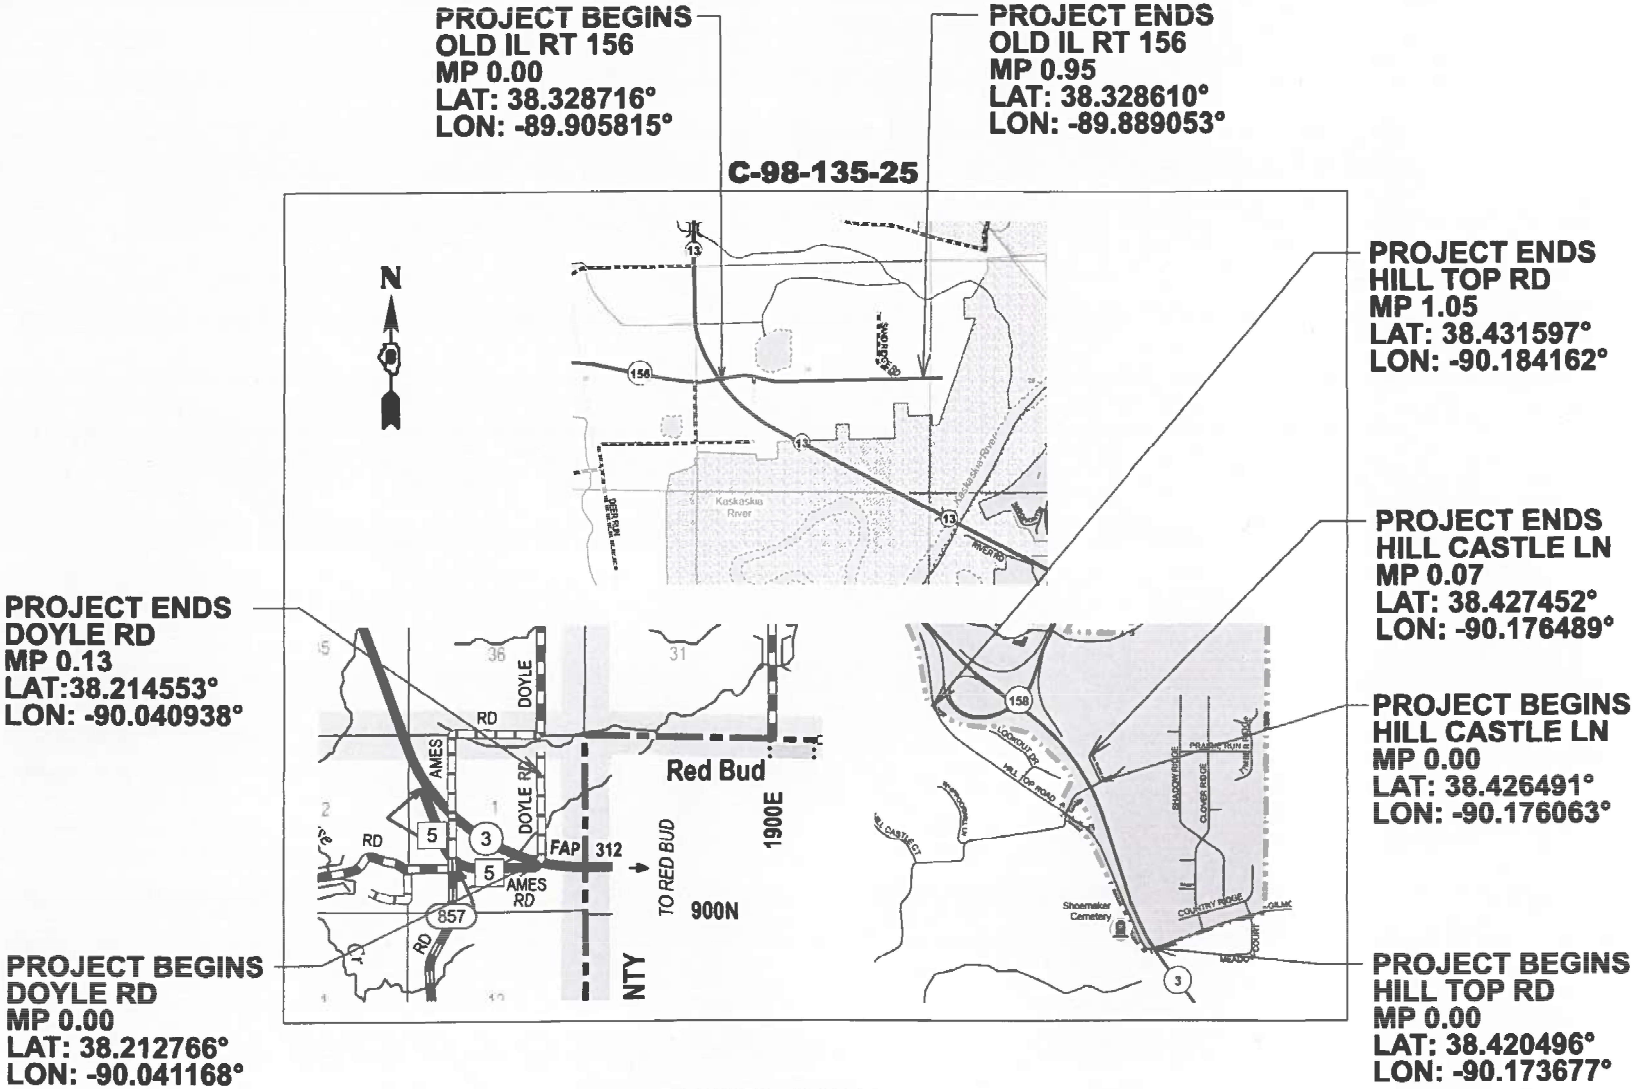 PROJECT BEGINS
OLD IL RT 156
MP 0.00
LAT: 38.328716°
LON: -89.905815°
PROJECT ENDS
OLD IL RT 156
MP 0.95
LAT: 38.328610°
LON: -89.889053°
C-98-135-25
N
13
156
13
13
Kaskaskia
River
Kaskaskia River
DEER RUN
RIVER RD
PROJECT ENDS
HILL TOP RD
MP 1.05
LAT: 38.431597°
LON: -90.184162°
PROJECT ENDS
HILL CASTLE LN
MP 0.07
LAT: 38.427452°
LON: -90.176489°
PROJECT BEGINS
HILL CASTLE LN
MP 0.00
LAT: 38.426491°
LON: -90.176063°
PROJECT BEGINS
HILL TOP RD
MP 0.00
LAT: 38.420496°
LON: -90.173677°
PROJECT ENDS
DOYLE RD
MP 0.13
LAT:38.214553°
LON: -90.040938°
PROJECT BEGINS
DOYLE RD
MP 0.00
LAT: 38.212766°
LON: -90.041168°
36
31
DOYLE
RD
AMES
DOYLE RD
Red Bud
1900E
2
1
5
3
RD
FAP 312
5
AMES
RD
TO RED BUD
900N
857
RD
NTY
158
LOOKOUT DR
HILL TOP ROAD
PRAIRIE RUN
SHADOW RIDGE
CLOVER RIDGE
COUNTRY RIDGE
Shoemaker
Cemetery
COURT
3